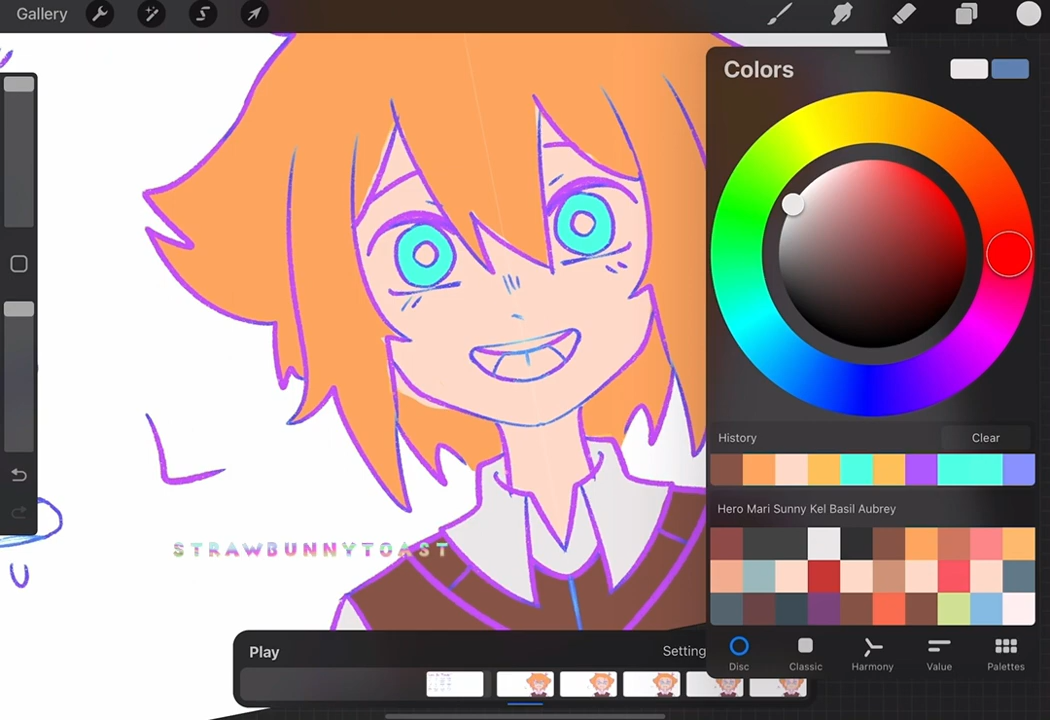 Gallery
Colors
History
Clear
Hero Mari Sunny Kel Basil Aubrey
STRAWBUNNYTOAST
Play
Setting
Disc
Classic
Harmony
Value
Palettes